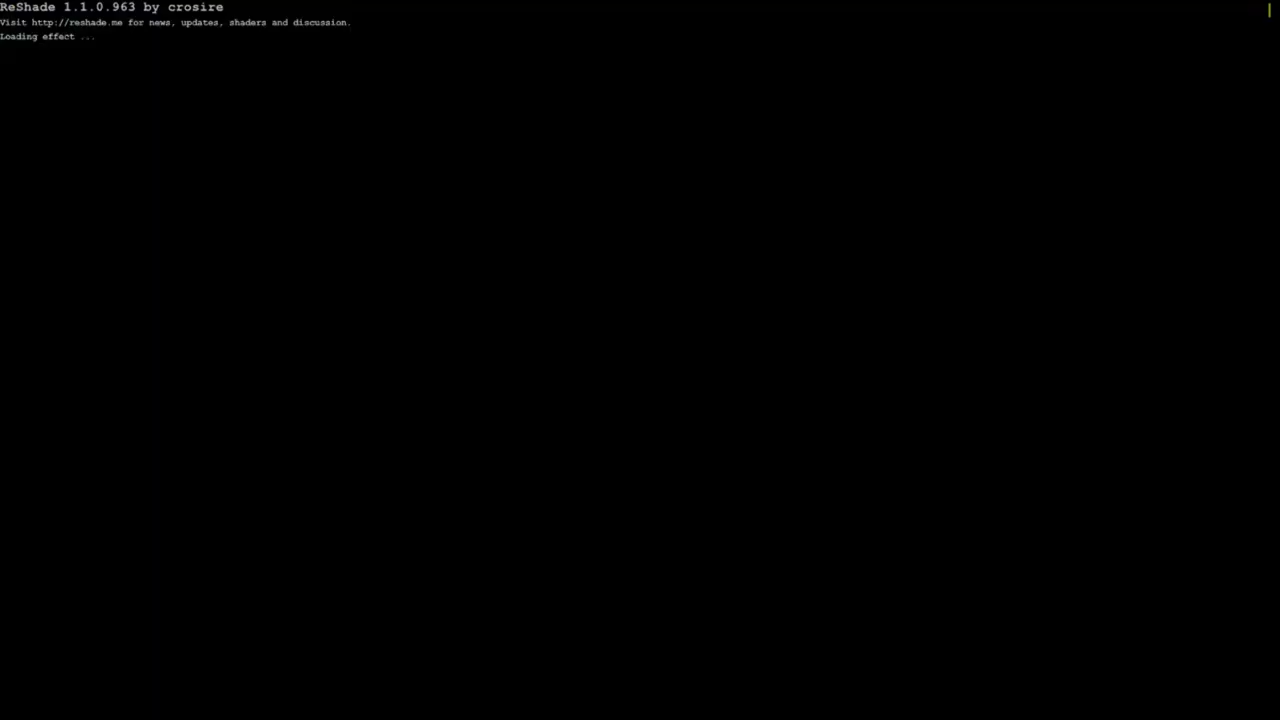 ReShade 1.1.0.963 by crosire
Visit http://reshade.me for news, updates, shaders and discussion.
Loading effect ...